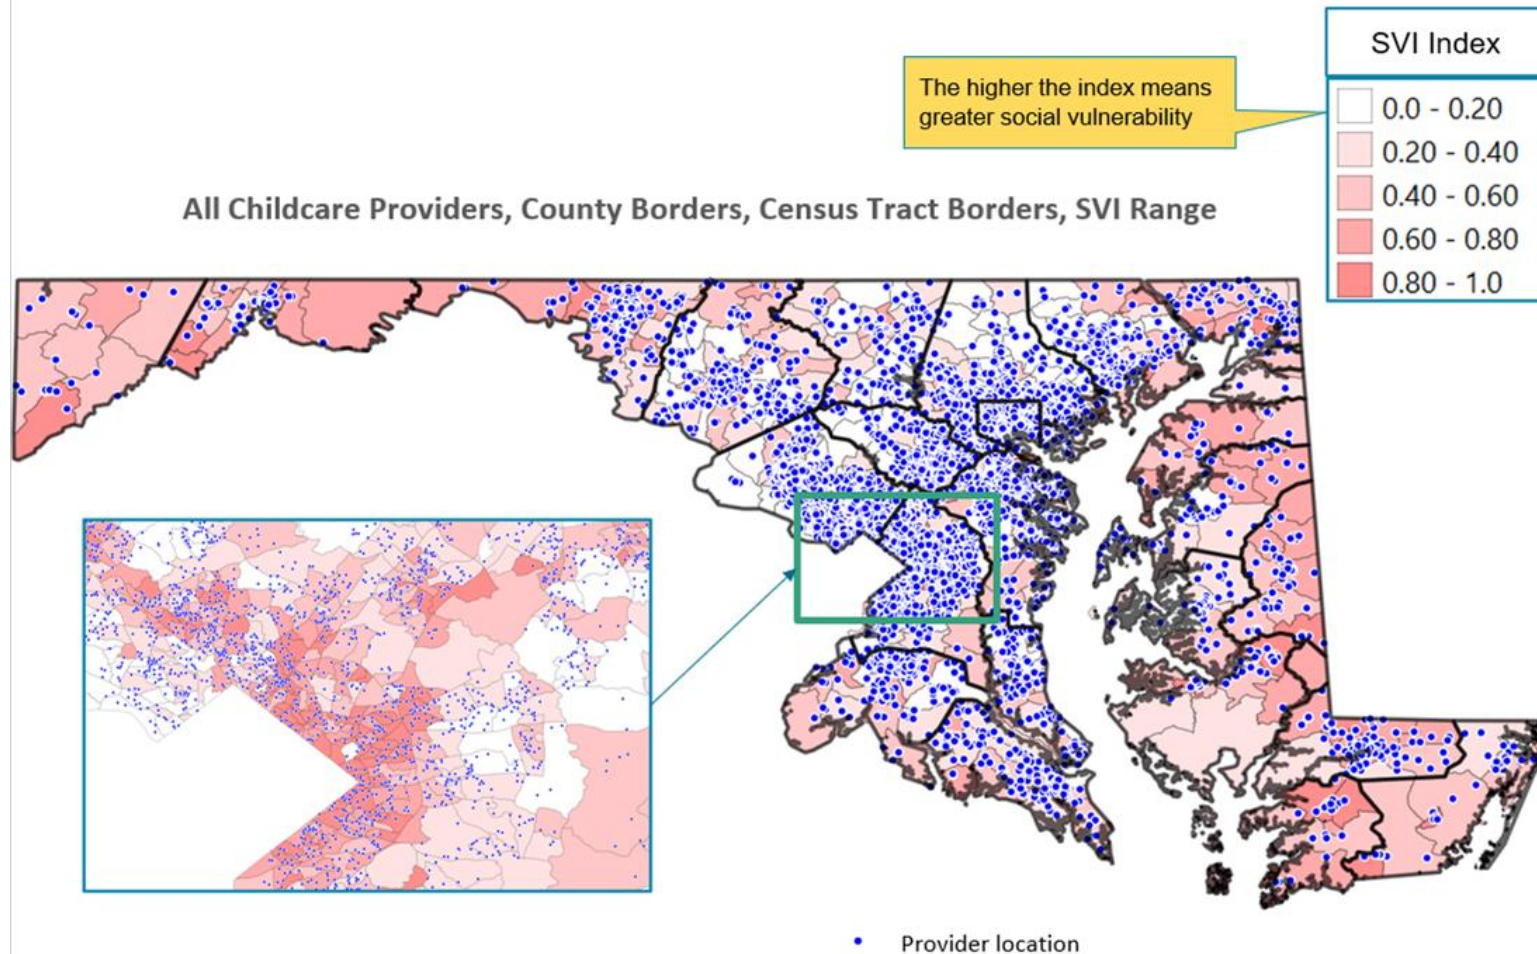 SVI Index
The higher the index means
greater social vulnerability
0.0 - 0.20
0.20 - 0.40
0.40 - 0.60
0.60 - 0.80
0.80 - 1.0
All Childcare Providers, County Borders, Census Tract Borders, SVI Range
Provider location